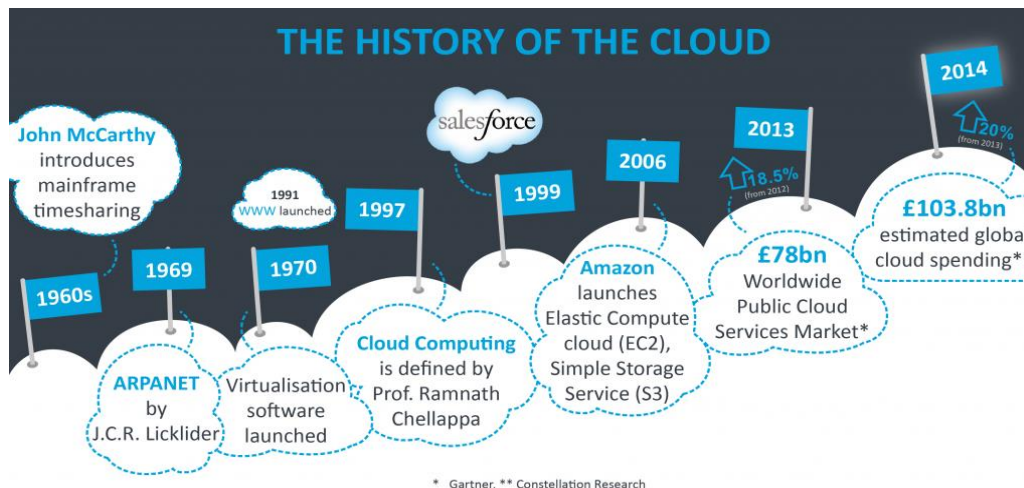 THE HISTORY OF THE CLOUD
John McCarthy
introduces
mainframe
timesharing
1960s
1969
ARPANET
by
J.C.R. Licklider
1970
Virtualisation
software
launched
1991
WWW launched
1997
Cloud Computing
is defined by
Prof. Ramnath
Chellappa
salesforce
1999
2006
Amazon
launches
Elastic Compute
cloud (EC2),
Simple Storage
Service (S3)
2013
18.5%
(from 2012)
£78bn
Worldwide
Public Cloud
Services Market*
2014
20%
(from 2013)
£103.8bn
estimated global
cloud spending*
* Gartner, ** Constellation Research